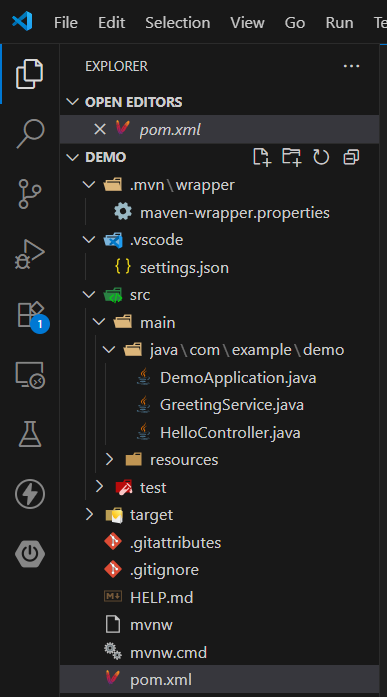 File Edit Selection View Go Run Te
EXPLORER
OPEN EDITORS
pom.xml
DEMO
.mvn\wrapper
maven-wrapper.properties
.vscode
{} settings.json
src
main
java\com\example\demo
DemoApplication.java
GreetingService.java
HelloController.java
1
resources
test
target
.gitattributes
.gitignore
HELP.md
mvnw
mvnw.cmd
pom.xml